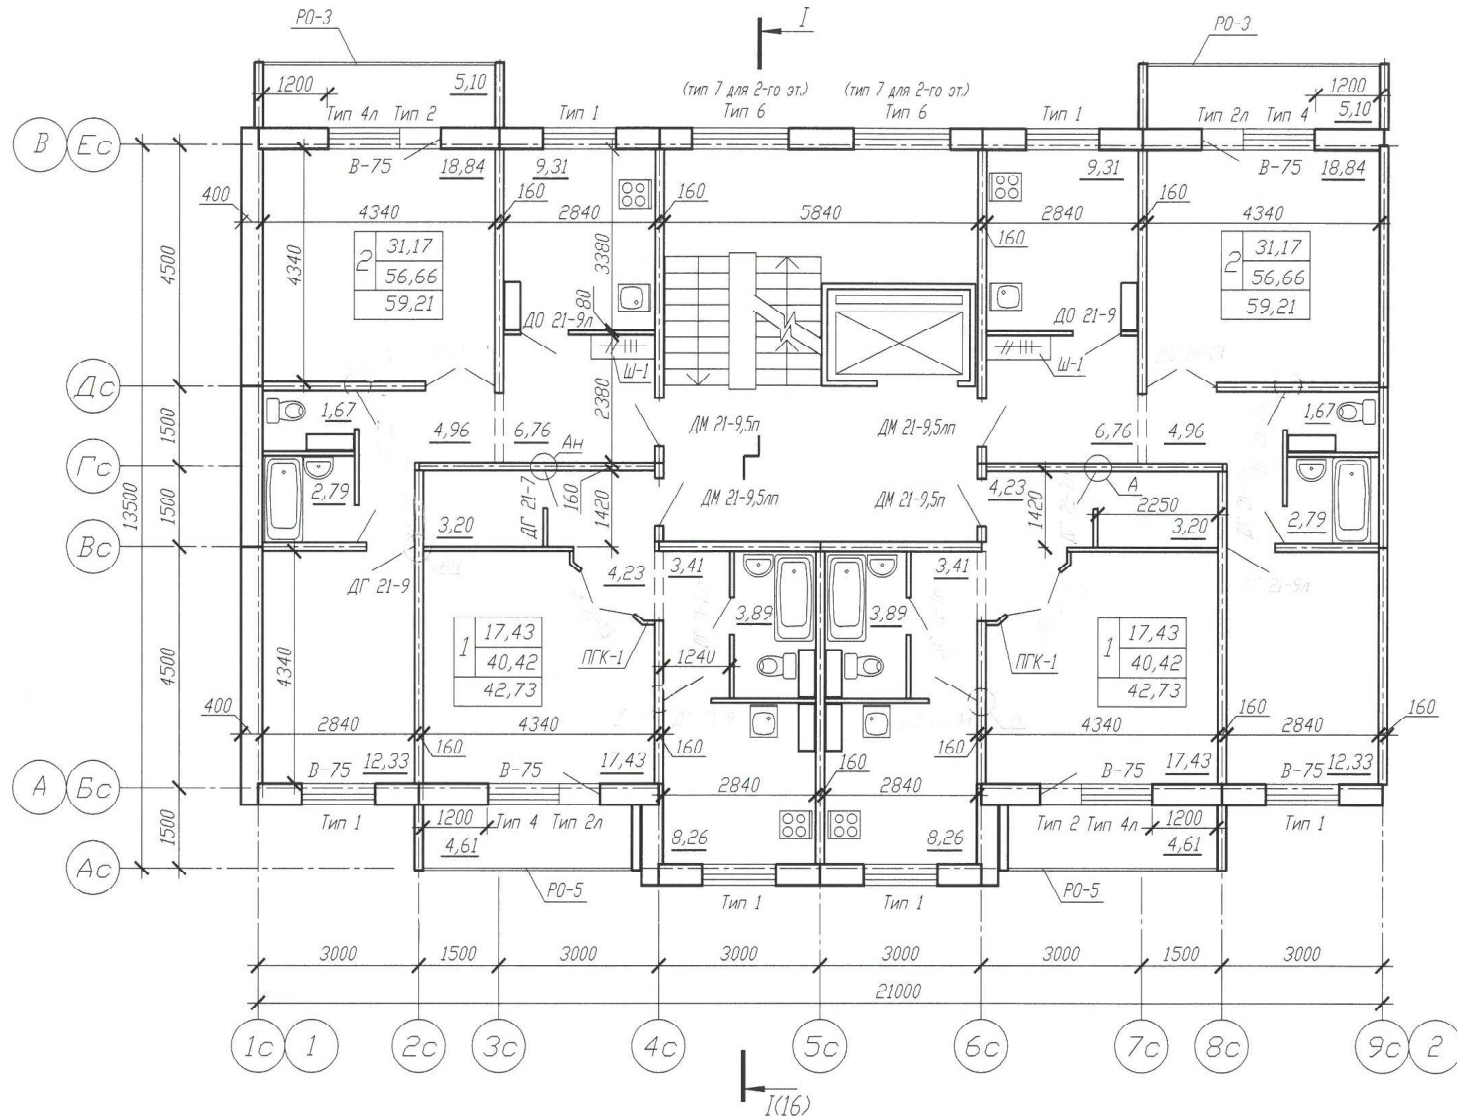 РО-3
I
РО-3
1200
5,10
Тип 4л Тип 2
Тип 1
(тип 7 для 2-го эт.)
Тип 6
(тип 7 для 2-го эт.)
Тип 6
Тип 1
Тип 2л Тип 4
1200
5,10
В
Ес
В-75
18,84
9,31
9,31
В-75
18,84
400
4340
160
2840
160
5840
160
2840
160
4340
4500
4340
3380
2
31,17
56,66
59,21
2
31,17
56,66
59,21
80
ДО 21-9л
Ш-1
ДО 21-9
Ш-1
Дс
1,67
2380
1,67
1500
4,96
6,76
Ан
ДМ 21-9,5п
ДМ 21-9,5лп
6,76
4,96
Гс
13500
1500
2,79
3,20
ДГ 21-7
160
1420
ДМ 21-9,5лп
ДМ 21-9,5п
4,23
1420
А
2250
3,20
2,79
Вс
ДГ 21-9
4,23
3,41
3,89
3,89
3,41
ДГ 21-9л
4500
4340
1
17,43
40,42
42,73
ПГК-1
1240
ПГК-1
1
17,43
40,42
42,73
400
2840
160
4340
160
160
4340
160
2840
160
А
Бс
12,33
В-75
17,43
В-75
2840
160
2840
В-75
17,43
В-75
12,33
1500
Тип 1
1200
Тип 4 Тип 2л
4,61
8,26
8,26
Тип 2 Тип 4л
1200
4,61
Тип 1
Ас
РО-5
Тип 1
Тип 1
РО-5
3000
1500
3000
3000
3000
3000
1500
3000
21000
1с
1
2с
3с
4с
5с
6с
7с
8с
9с
2
I(16)